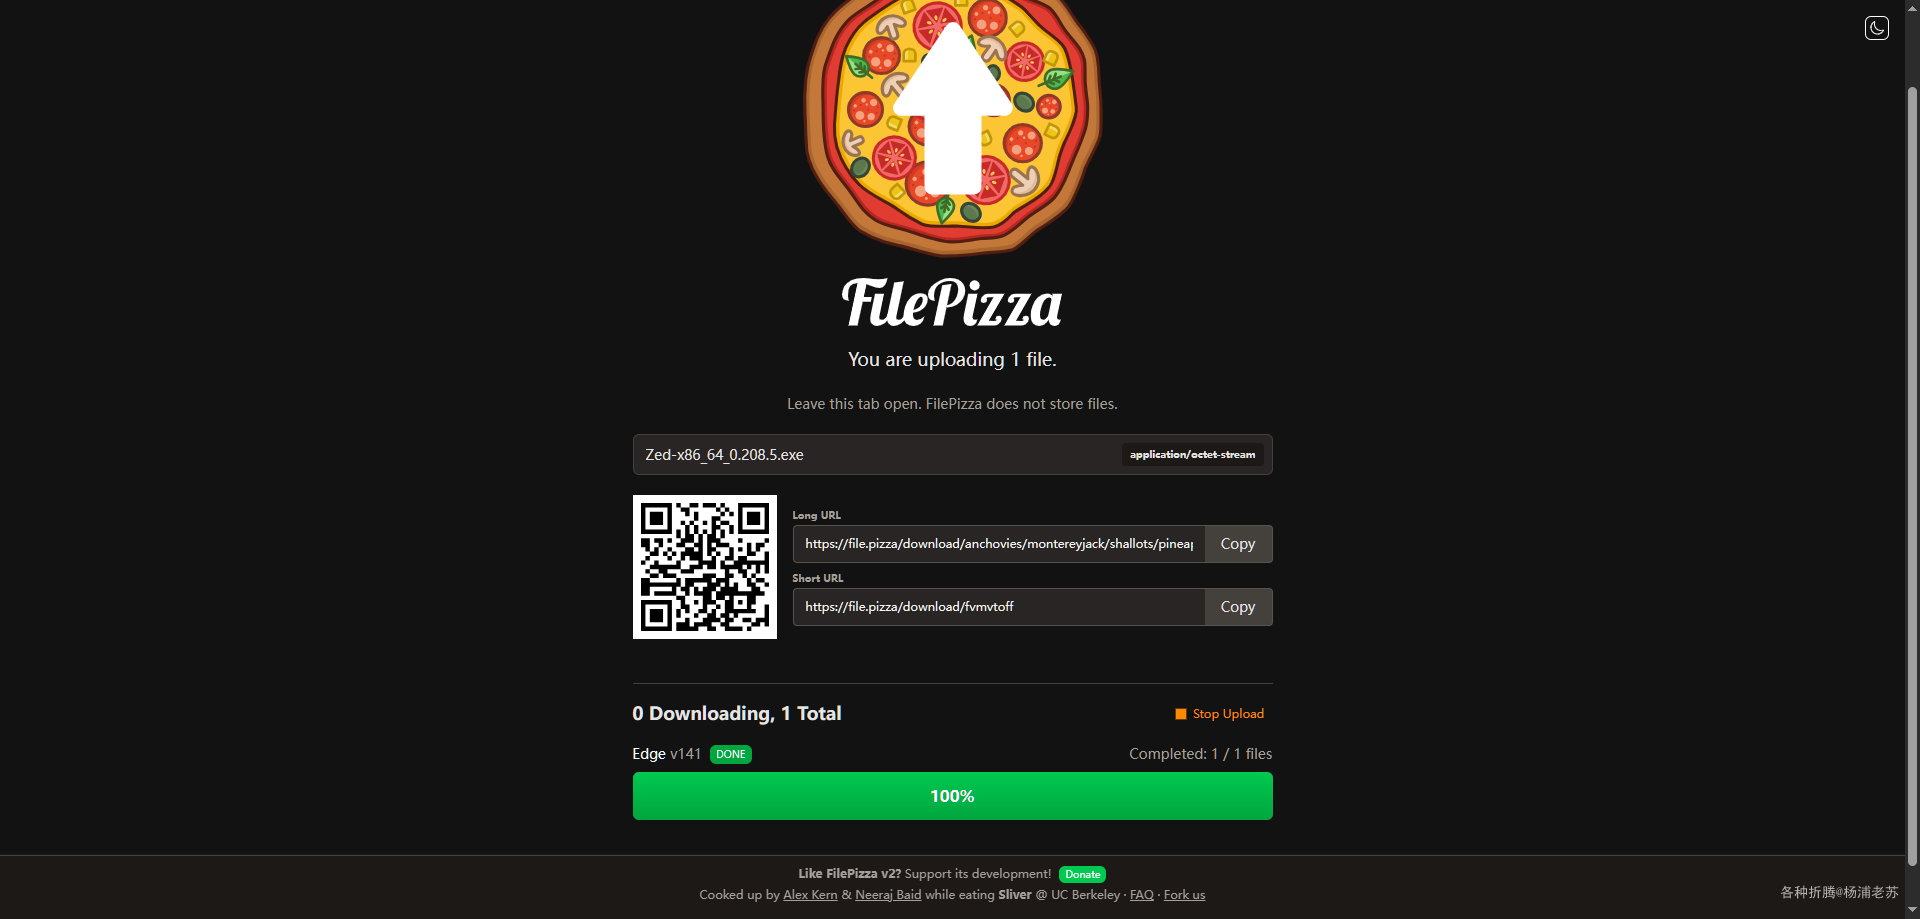 FilePizza
You are uploading 1 file.
Leave this tab open. FilePizza does not store files.
Zed-x86_64_0.208.5.exe application/octet-stream
Long URL
https://file.pizza/download/anchovies/montereyjack/shallots/pineap Copy
Short URL
https://file.pizza/download/fvmvtoff Copy
0 Downloading, 1 Total Stop Upload
Edge v141 DONE Completed: 1 / 1 files
100%
Like FilePizza v2? Support its development! Donate
Cooked up by Alex Kern & Neeraj Baid while eating Sliver @ UC Berkeley · FAQ · Fork us
各种折腾@杨浦老苏